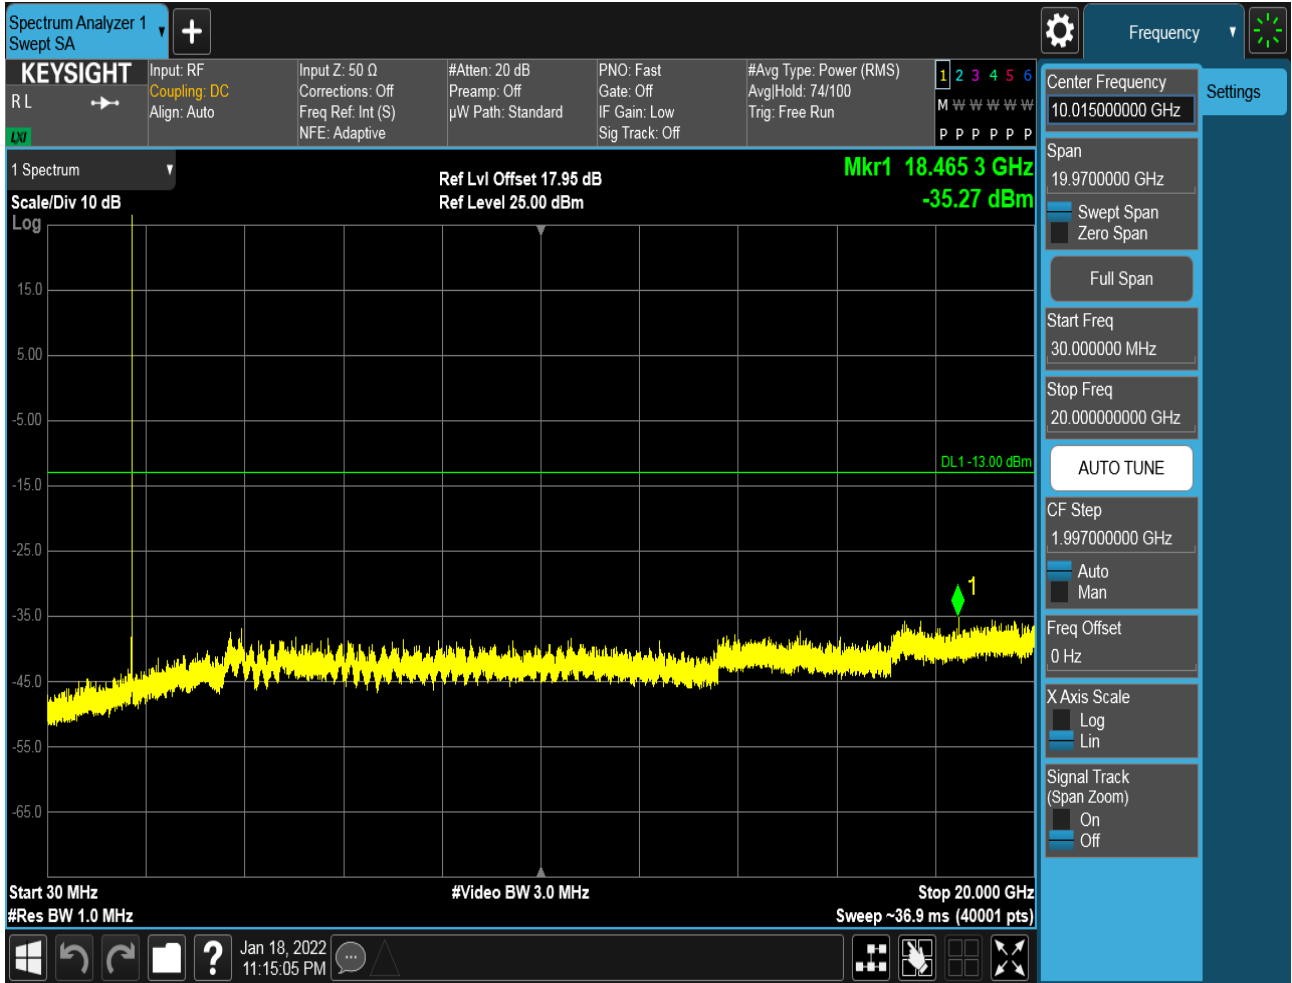 Spectrum Analyzer 1
Swept SA
Frequency
KEYSIGHT
R L
LXI
Input: RF
Coupling: DC
Align: Auto
Input Z: 50 Ω
Corrections: Off
Freq Ref: Int (S)
NFE: Adaptive
#Atten: 20 dB
Preamp: Off
µW Path: Standard
PNO: Fast
Gate: Off
IF Gain: Low
Sig Track: Off
#Avg Type: Power (RMS)
Avg|Hold: 74/100
Trig: Free Run
1 2 3 4 5 6
M W W W W W
P P P P P P
1 Spectrum
Scale/Div 10 dB
Log
Ref Lvl Offset 17.95 dB
Ref Level 25.00 dBm
Mkr1 18.465 3 GHz
-35.27 dBm
15.0
5.00
-5.00
-15.0
-25.0
-35.0
-45.0
-55.0
-65.0
DL1 -13.00 dBm
1
Start 30 MHz
#Res BW 1.0 MHz
#Video BW 3.0 MHz
Stop 20.000 GHz
Sweep ~36.9 ms (40001 pts)
Center Frequency
10.015000000 GHz
Span
19.9700000 GHz
Swept Span
Zero Span
Full Span
Start Freq
30.000000 MHz
Stop Freq
20.000000000 GHz
AUTO TUNE
CF Step
1.997000000 GHz
Auto
Man
Freq Offset
0 Hz
X Axis Scale
Log
Lin
Signal Track
(Span Zoom)
On
Off
Settings
?
Jan 18, 2022
11:15:05 PM